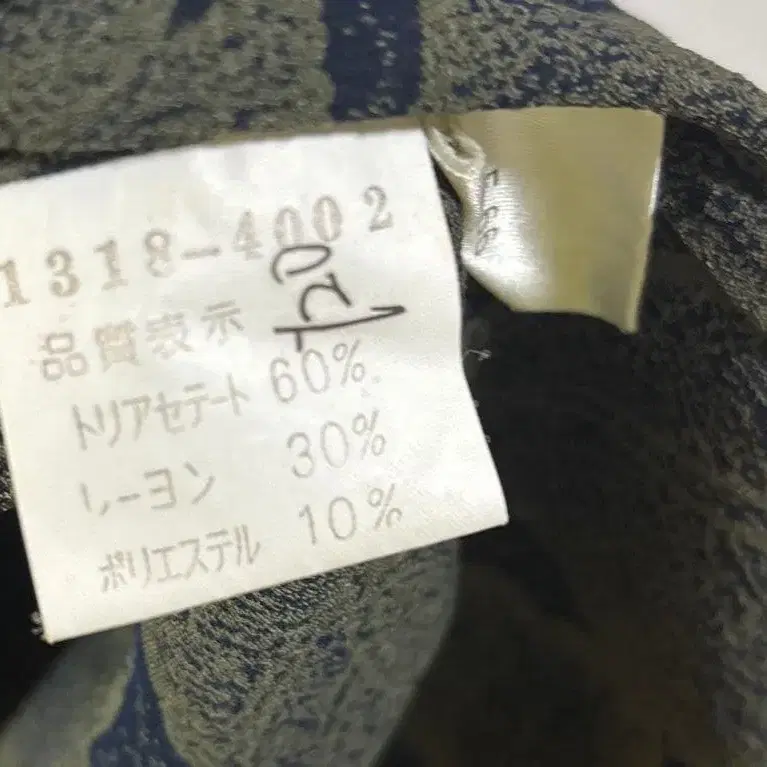 1318-4002
品質表示
トリアセテート 60%
レーヨン 30%
ポリエステル 10%